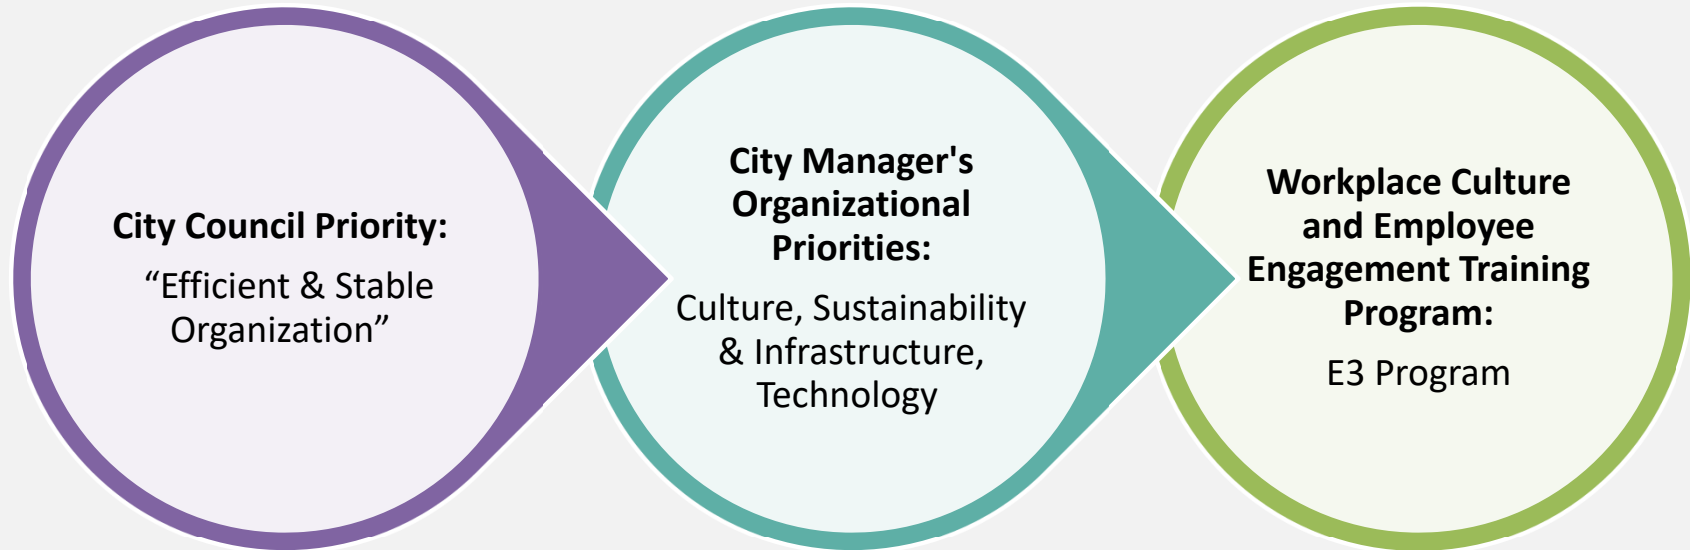 City Council Priority:
“Efficient & Stable
Organization”
City Manager's
Organizational
Priorities:
Culture, Sustainability
& Infrastructure,
Technology
Workplace Culture
and Employee
Engagement Training
Program:
E3 Program